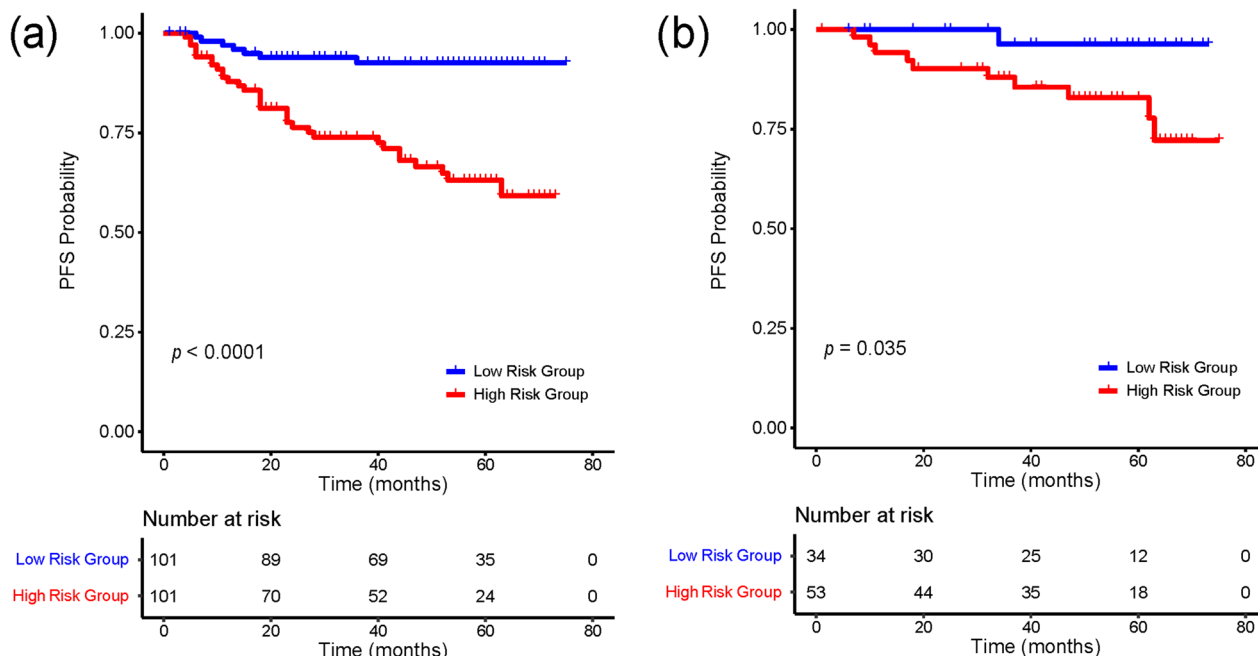 (a)
1.00
0.75
0.50
0.25
0.00
PFS Probability
p < 0.0001
Low Risk Group
High Risk Group
0 20 40 60 80
Time (months)
Number at risk
Low Risk Group 101 89 69 35 0
High Risk Group 101 70 52 24 0
0 20 40 60 80
Time (months)
(b)
1.00
0.75
0.50
0.25
0.00
PFS Probability
p = 0.035
Low Risk Group
High Risk Group
0 20 40 60 80
Time (months)
Number at risk
Low Risk Group 34 30 25 12 0
High Risk Group 53 44 35 18 0
0 20 40 60 80
Time (months)